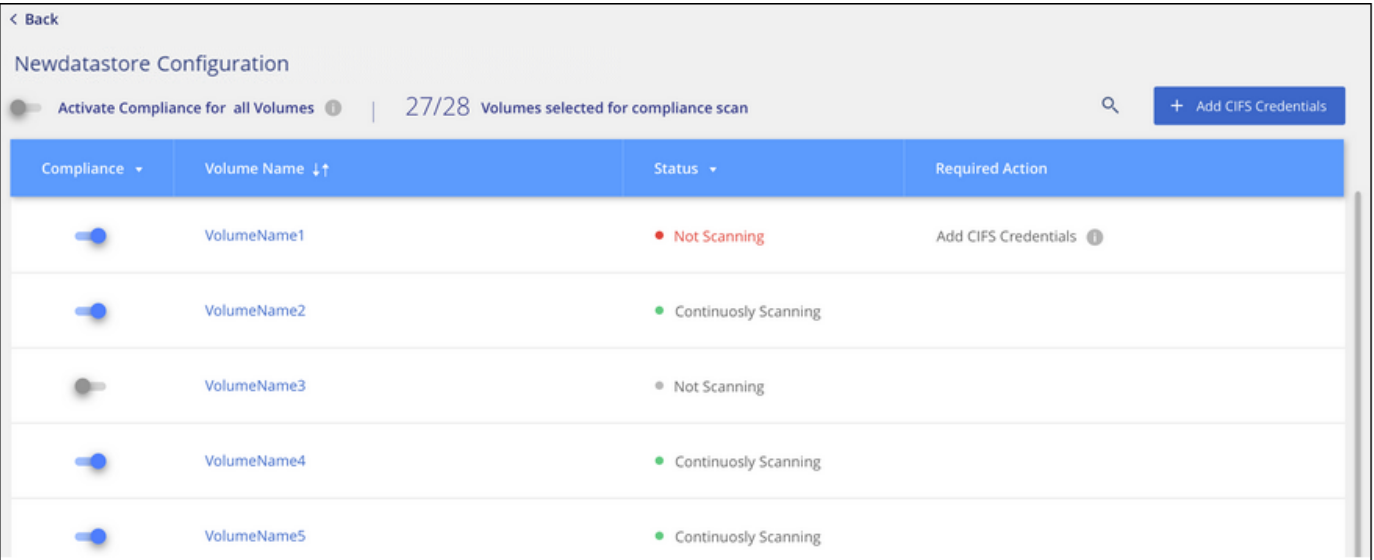 < Back
Newdatastore Configuration
Activate Compliance for all Volumes i | 27/28 Volumes selected for compliance scan + Add CIFS Credentials
Compliance Volume Name ↓↑ Status Required Action
VolumeName1 Not Scanning Add CIFS Credentials i
VolumeName2 Continuosly Scanning
VolumeName3 Not Scanning
VolumeName4 Continuosly Scanning
VolumeName5 Continuosly Scanning